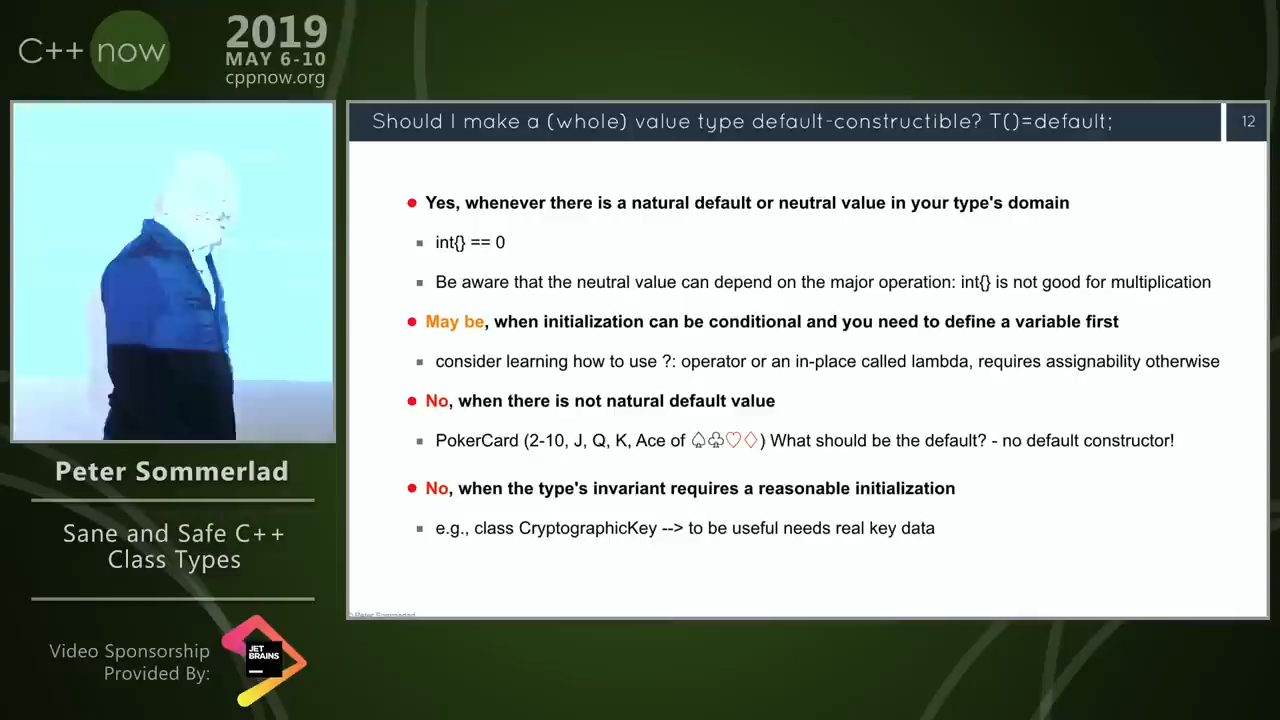 C++ now
2019
MAY 6-10
cppnow.org
Should I make a (whole) value type default-constructible? T()=default;
12
Yes, whenever there is a natural default or neutral value in your type's domain
int{} == 0
Be aware that the neutral value can depend on the major operation: int{} is not good for multiplication
May be, when initialization can be conditional and you need to define a variable first
consider learning how to use ?: operator or an in-place called lambda, requires assignability otherwise
No, when there is not natural default value
PokerCard (2-10, J, Q, K, Ace of ♤♧♡♢) What should be the default? - no default constructor!
No, when the type's invariant requires a reasonable initialization
e.g., class CryptographicKey --> to be useful needs real key data
© Peter Sommerlad
Peter Sommerlad
Sane and Safe C++
Class Types
Video Sponsorship
Provided By:
JET
BRAINS